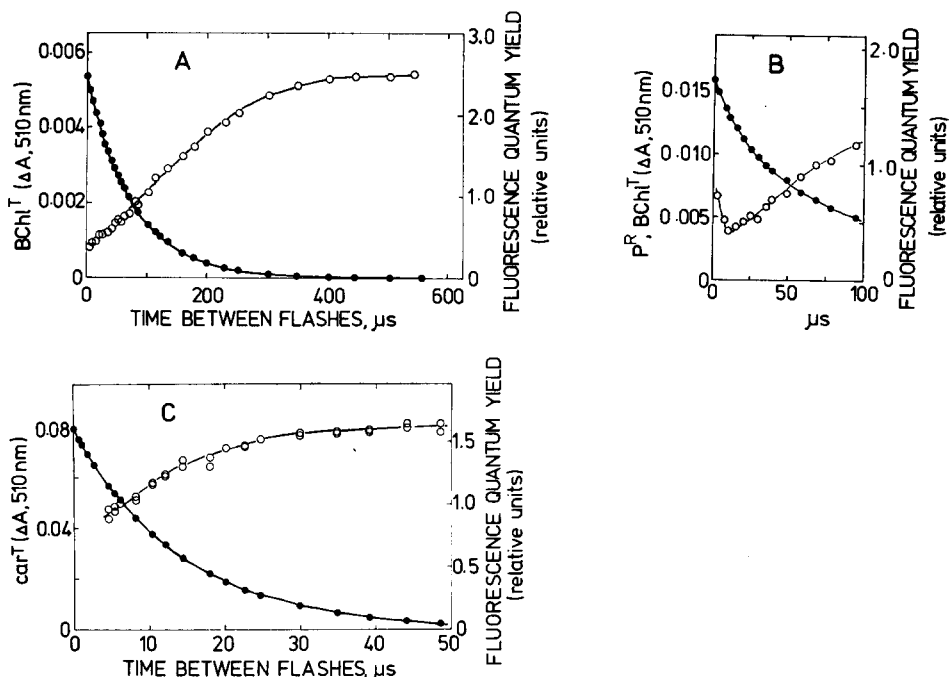 A
BChlᵀ (ΔA, 510nm)
0.006
0.004
0.002
0
3.0
2.0
1.0
0
FLUORESCENCE QUANTUM YIELD
(relative units)
0 200 400 600
TIME BETWEEN FLASHES, µs
B
Pᴿ, BChlᵀ (ΔA, 510nm)
0.015
0.010
0.005
0
2.0
1.0
0
FLUORESCENCE QUANTUM YIELD
(relative units)
0 50 100
µs
C
carᵀ (ΔA, 510nm)
0.08
0.04
0
1.5
1.0
0.5
0
FLUORESCENCE QUANTUM YIELD
(relative units)
0 10 20 30 40 50
TIME BETWEEN FLASHES, µs